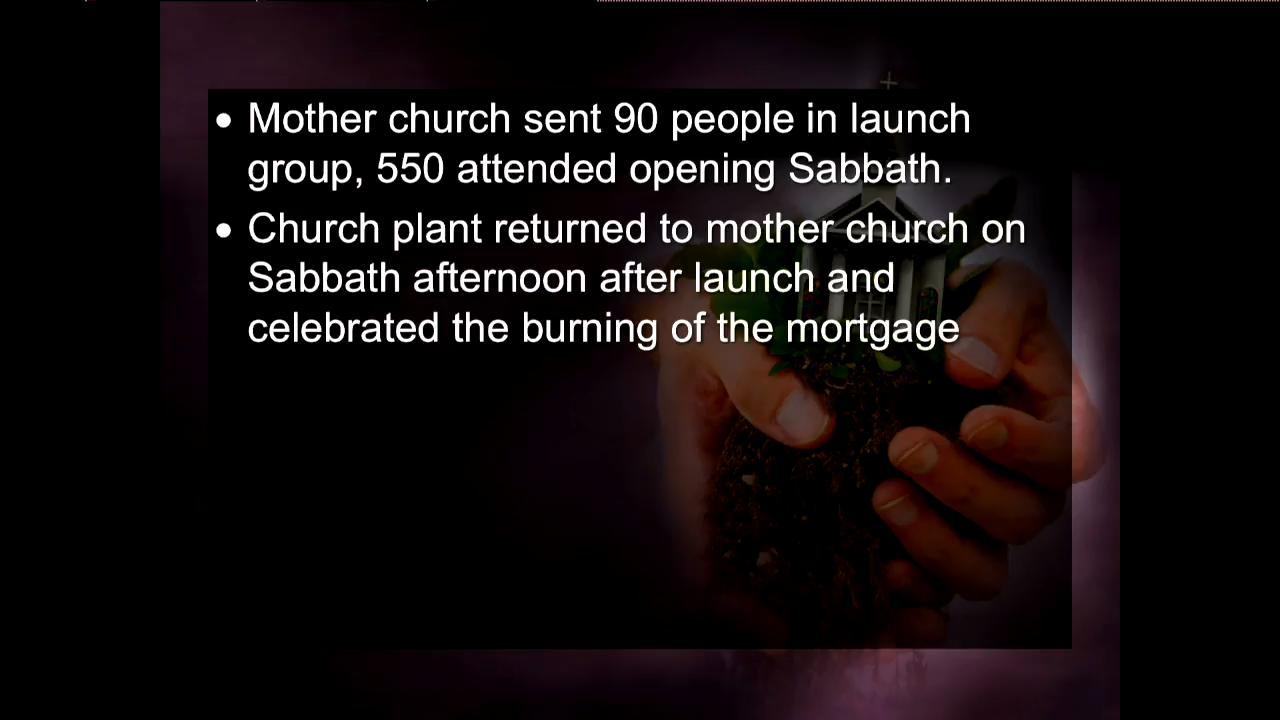 • Mother church sent 90 people in launch
group, 550 attended opening Sabbath.
• Church plant returned to mother church on
Sabbath afternoon after launch and
celebrated the burning of the mortgage